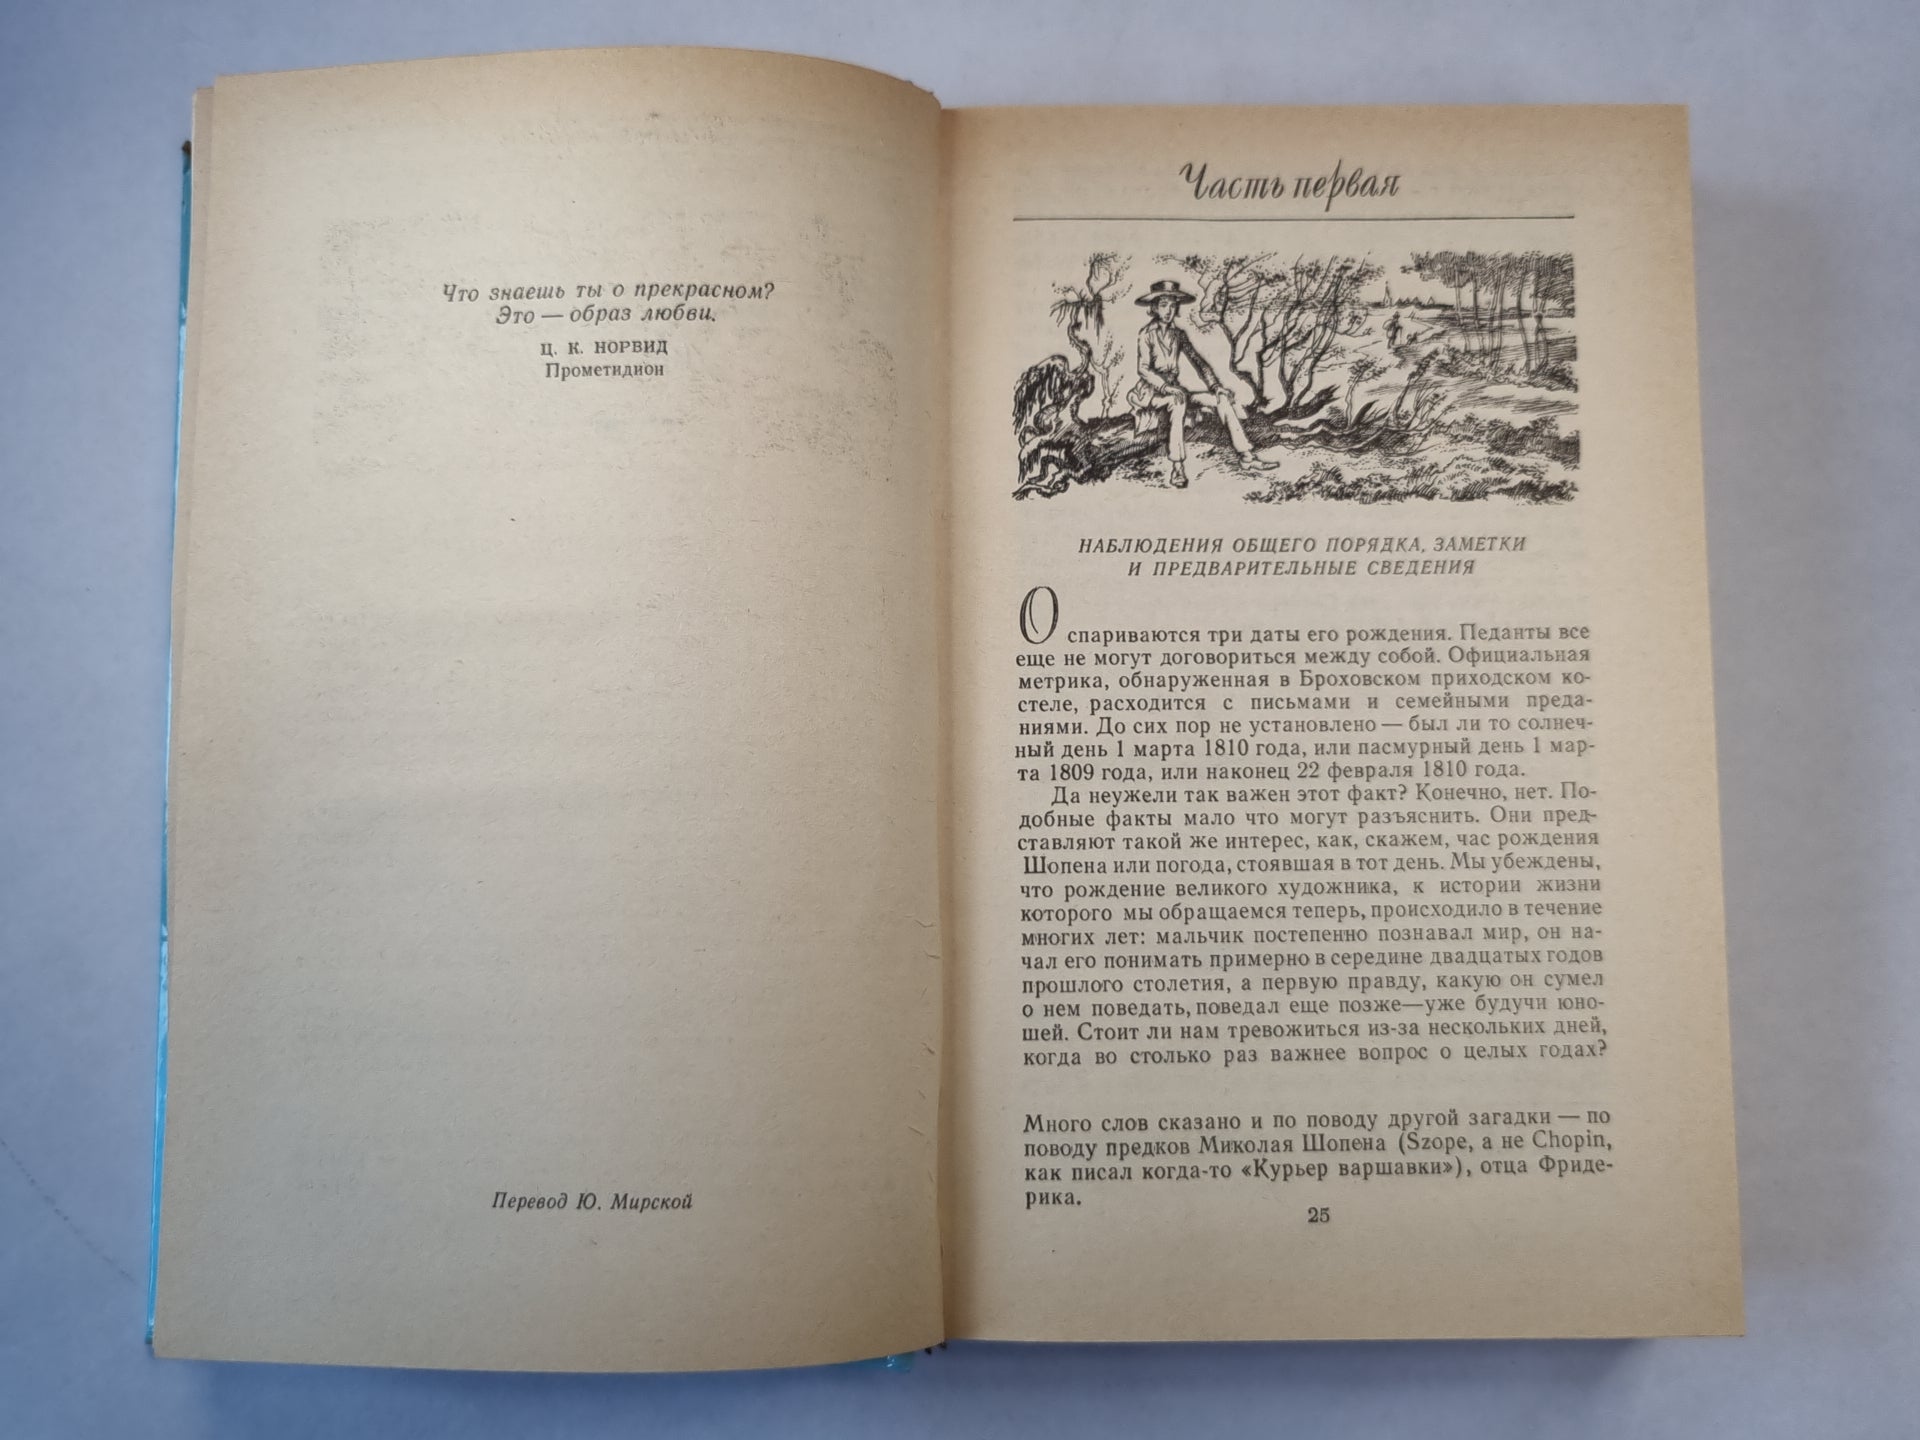 Что знаешь ты о прекрасном?
Это — образ любви.
Ц. К. НОРВИД
Прометидион
Перевод Ю. Мирской
Часть первая
НАБЛЮДЕНИЯ ОБЩЕГО ПОРЯДКА, ЗАМЕТКИ
И ПРЕДВАРИТЕЛЬНЫЕ СВЕДЕНИЯ
Оспариваются три даты его рождения. Педанты все
еще не могут договориться между собой. Официальная
метрика, обнаруженная в Броховском приходском ко-
стеле, расходится с письмами и семейными преда-
ниями. До сих пор не установлено — был ли то солнеч-
ный день 1 марта 1810 года, или пасмурный день 1 мар-
та 1809 года, или наконец 22 февраля 1810 года.
Да неужели так важен этот факт? Конечно, нет. По-
добные факты мало что могут разъяснить. Они пред-
ставляют такой же интерес, как, скажем, час рождения
Шопена или погода, стоявшая в тот день. Мы убеждены,
что рождение великого художника, к истории жизни
которого мы обращаемся теперь, происходило в течение
многих лет: мальчик постепенно познавал мир, он на-
чал его понимать примерно в середине двадцатых годов
прошлого столетия, а первую правду, какую он сумел
о нем поведать, поведал еще позже — уже будучи юно-
шей. Стоит ли нам тревожиться из-за нескольких дней,
когда во столько раз важнее вопрос о целых годах?
Много слов сказано и по поводу другой загадки — по
поводу предков Миколая Шопена (Szope, а не Chopin,
как писал когда-то «Курьер варшавки»), отца Фриде-
рика.
25